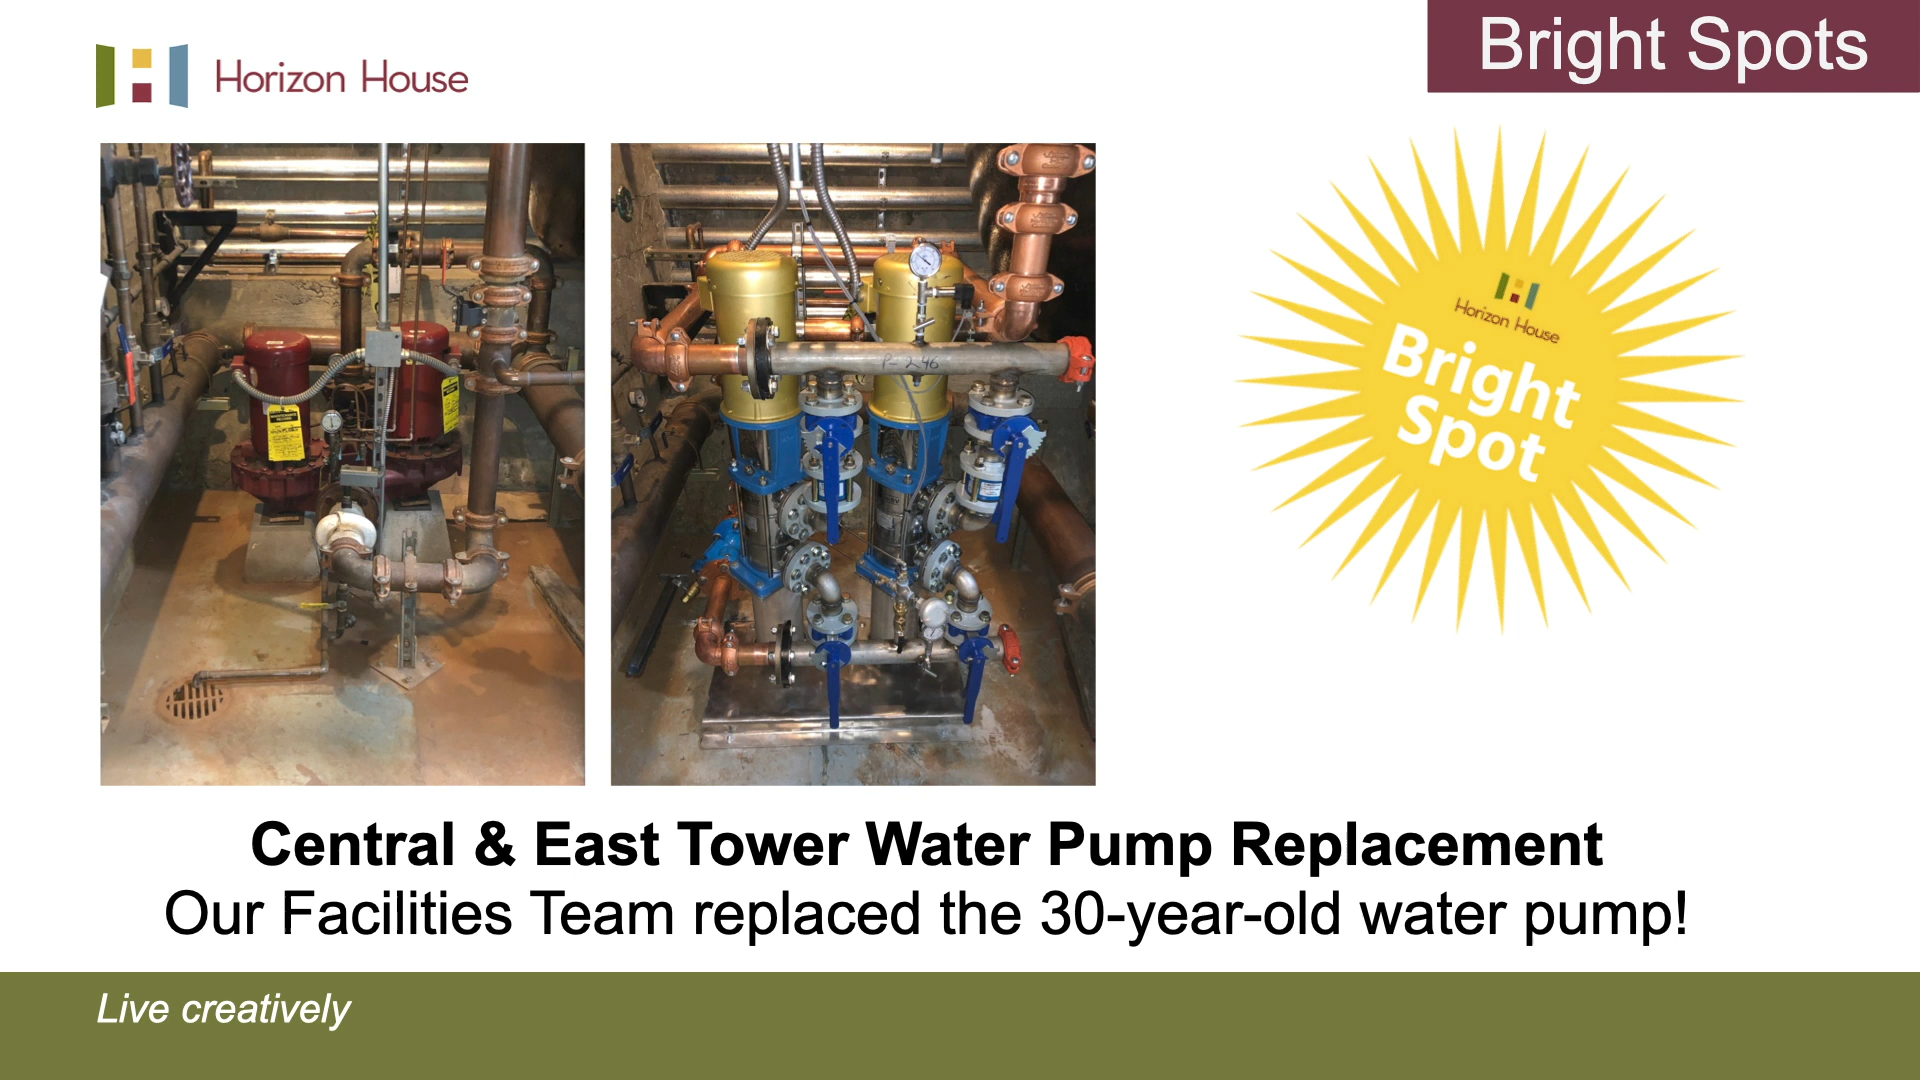 Horizon House
Bright Spots
P-246
Horizon House
Bright
Spot
Central & East Tower Water Pump Replacement
Our Facilities Team replaced the 30-year-old water pump!
Live creatively